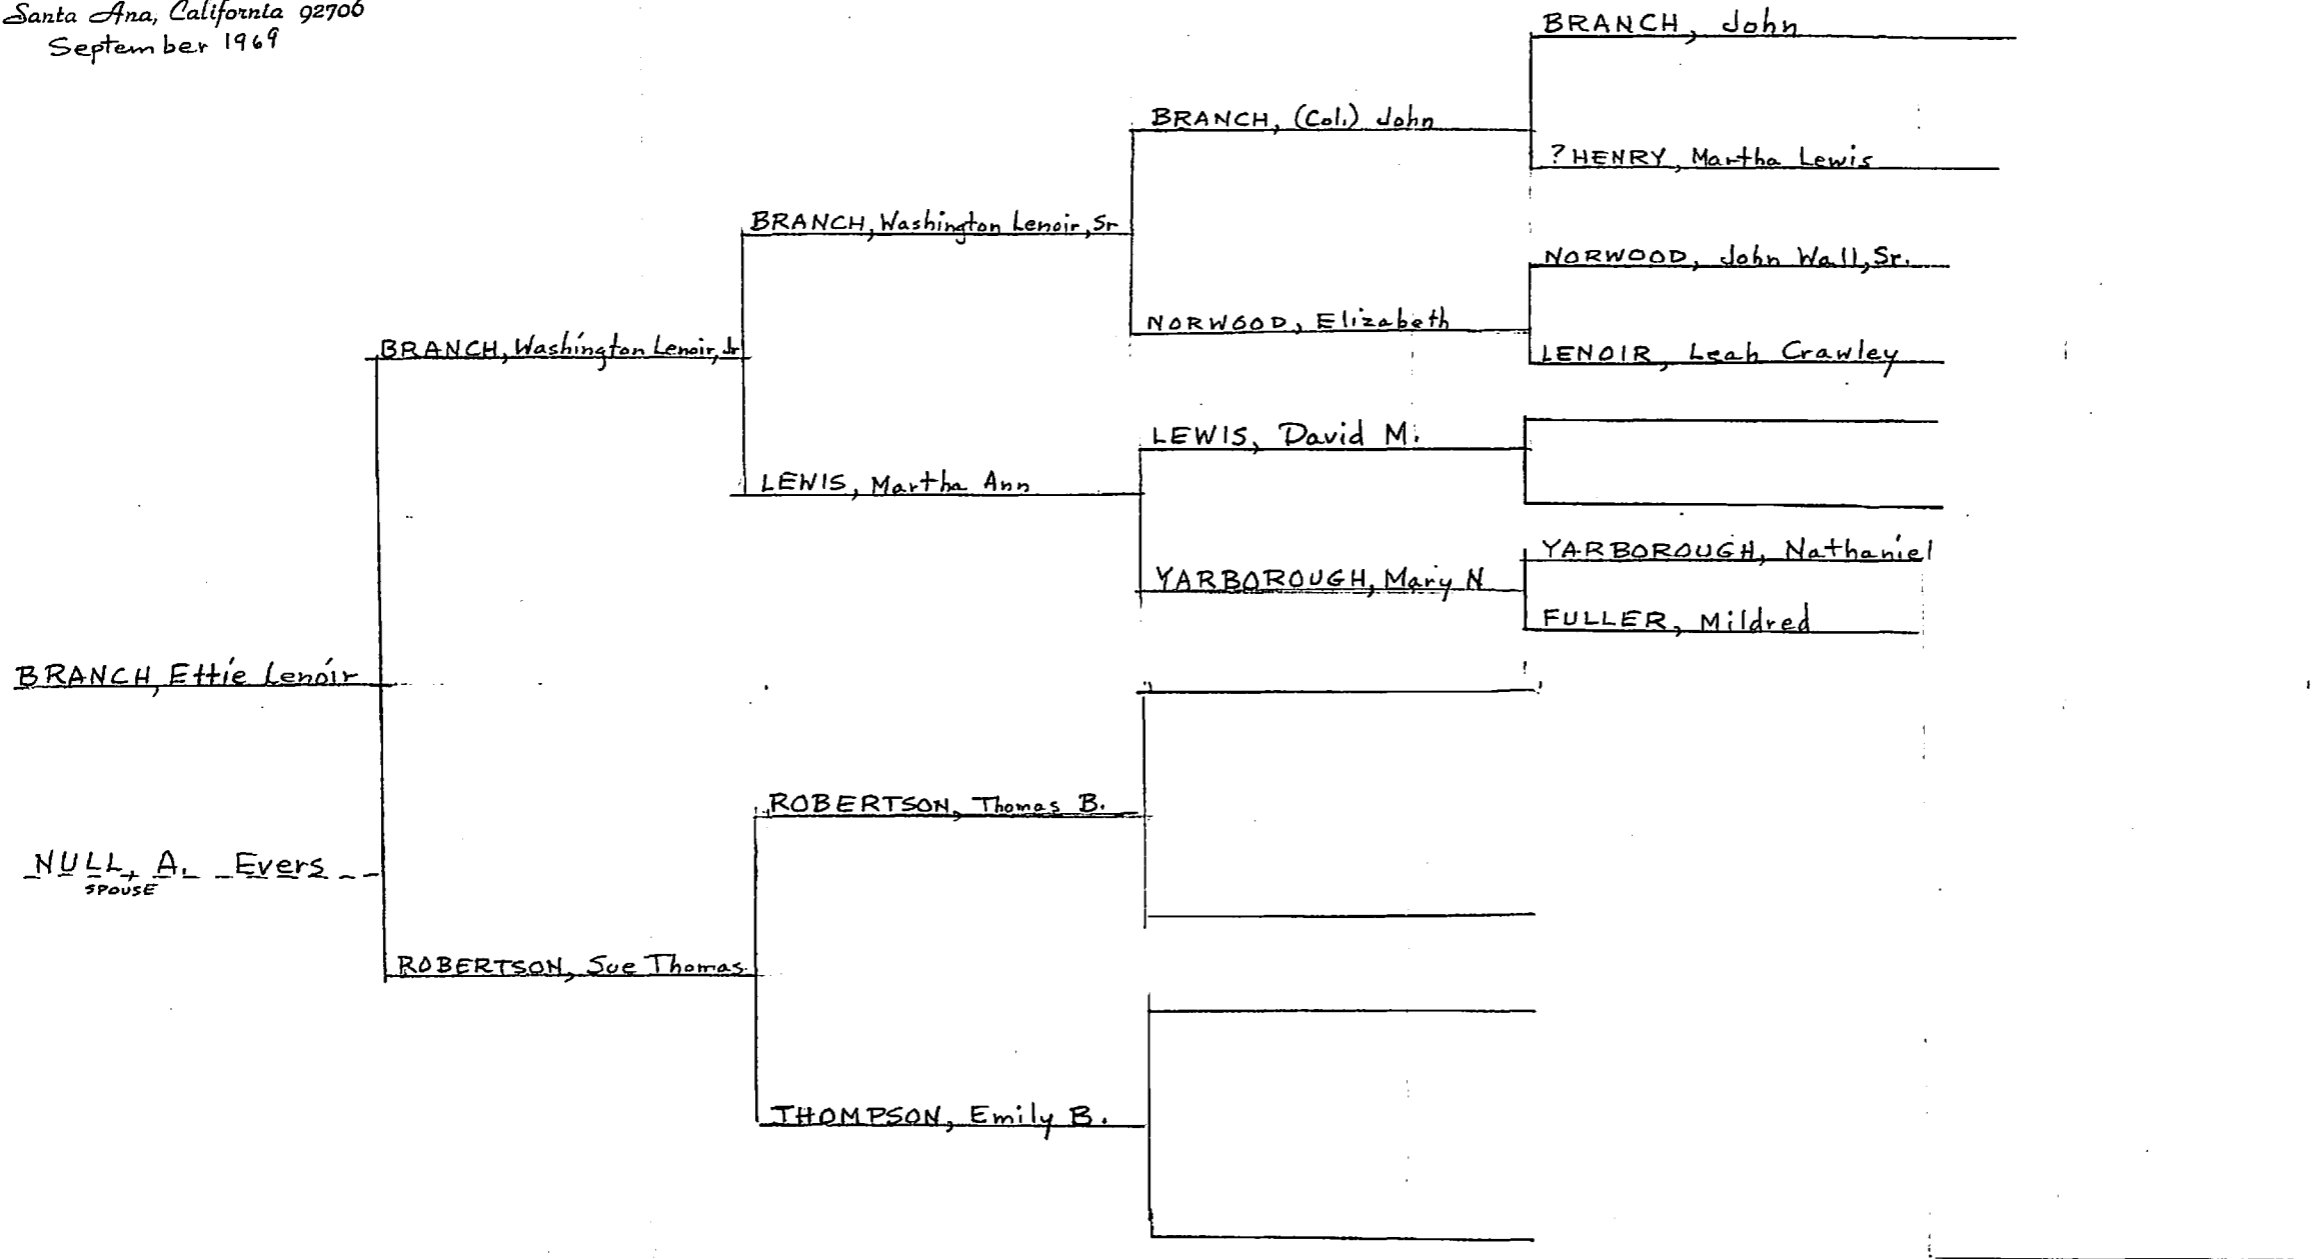 Santa Ana, California 92706
September 1969
BRANCH, John
BRANCH, (Col.) John
? HENRY, Martha Lewis
BRANCH, Washington Lenoir, Sr
NORWOOD, John Wall, Sr.
NORWOOD, Elizabeth
BRANCH, Washington Lenoir, Jr
LENOIR, Leah Crawley
LEWIS, David M.
LEWIS, Martha Ann
YARBOROUGH, Nathaniel
YARBOROUGH, Mary N
FULLER, Mildred
BRANCH, Effie Lenoir
ROBERTSON, Thomas B.
NULL, A. Evers
SPOUSE
ROBERTSON, Sue Thomas
THOMPSON, Emily B.